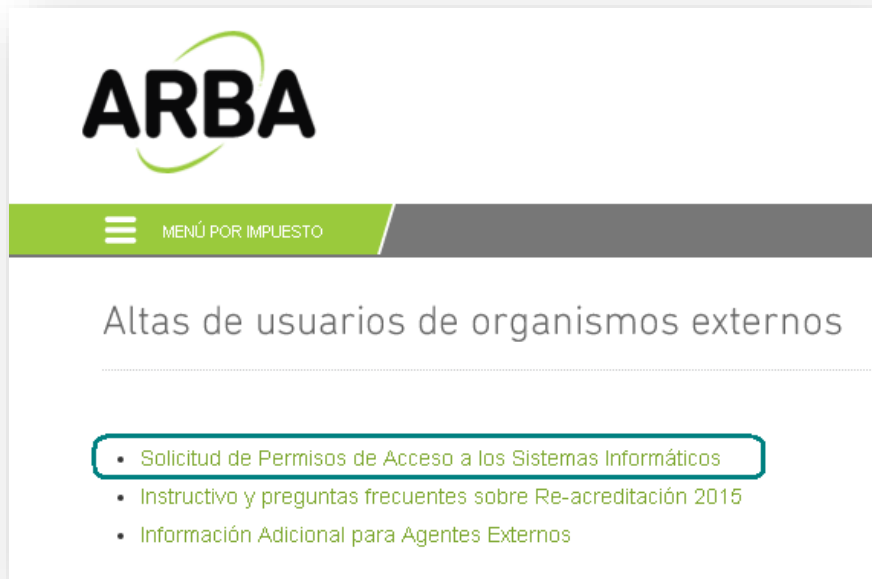 ARBA
MENÚ POR IMPUESTO
Altas de usuarios de organismos externos
Solicitud de Permisos de Acceso a los Sistemas Informáticos
Instructivo y preguntas frecuentes sobre Re-acreditación 2015
Información Adicional para Agentes Externos